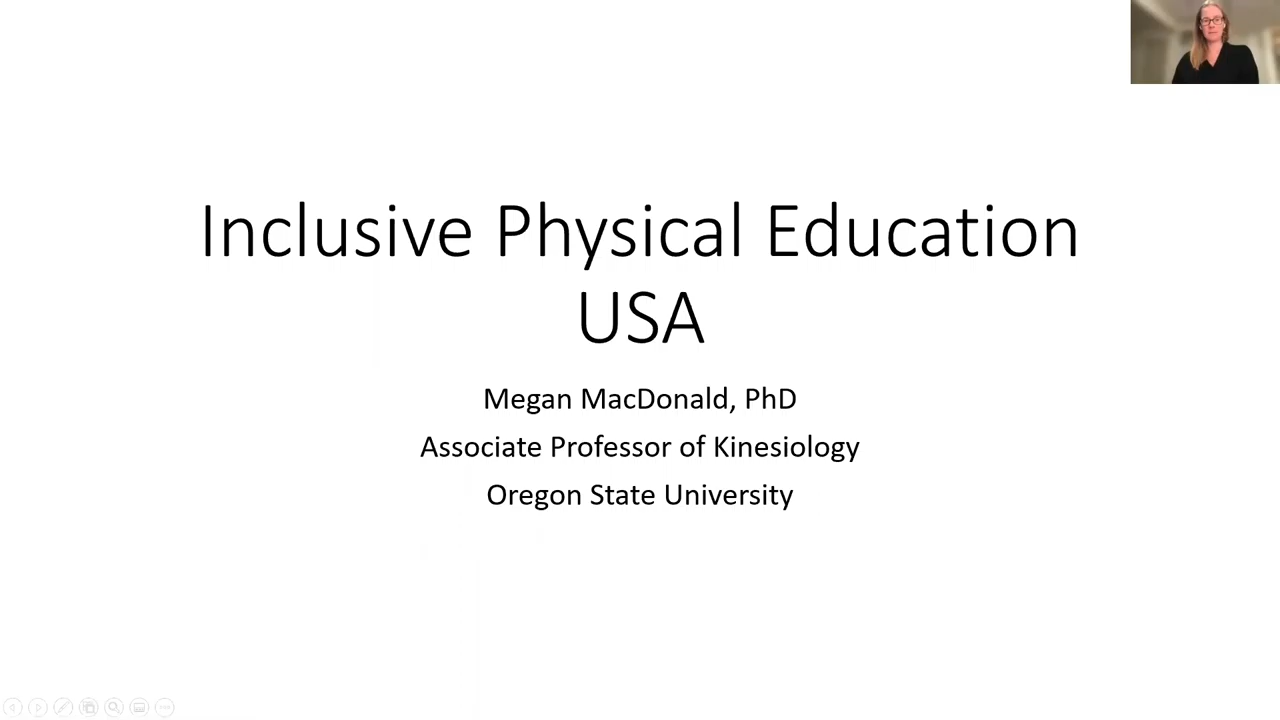 Inclusive Physical Education
USA
Megan MacDonald, PhD
Associate Professor of Kinesiology
Oregon State University